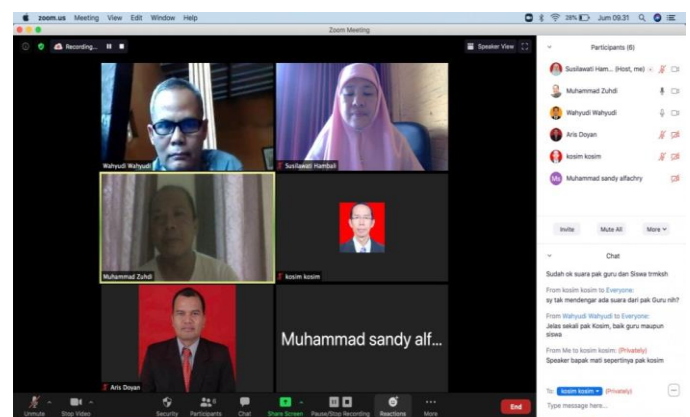 zoom.us Meeting View Edit Window Help
28% Jum 09.31
Zoom Meeting
Recording...
Speaker View
Wahyudi Wahyudi
Susilawati Hambali
Muhammad Zuhdi
kosim kosim
Aris Doyan
Muhammad sandy alf...
Unmute
Stop Video
Security
Participants
6
Chat
Share Screen
Pause/Stop Recording
Reactions
More
End
Participants (6)
Susilawati Ham... (Host, me)
Muhammad Zuhdi
Wahyudi Wahyudi
Aris Doyan
kosim kosim
Ms Muhammad sandy alfachry
Invite
Mute All
More
Chat
Sudah ok suara pak guru dan Siswa trmksh
From kosim kosim to Everyone:
sy tak mendengar ada suara dari pak Guru nih?
From Wahyudi Wahyudi to Everyone:
Jelas sekali pak Kosim, baik guru maupun
siswa
From Me to kosim kosim: (Privately)
Speaker bapak mati sepertinya pak kosim
To: kosim kosim (Privately)
Type message here...